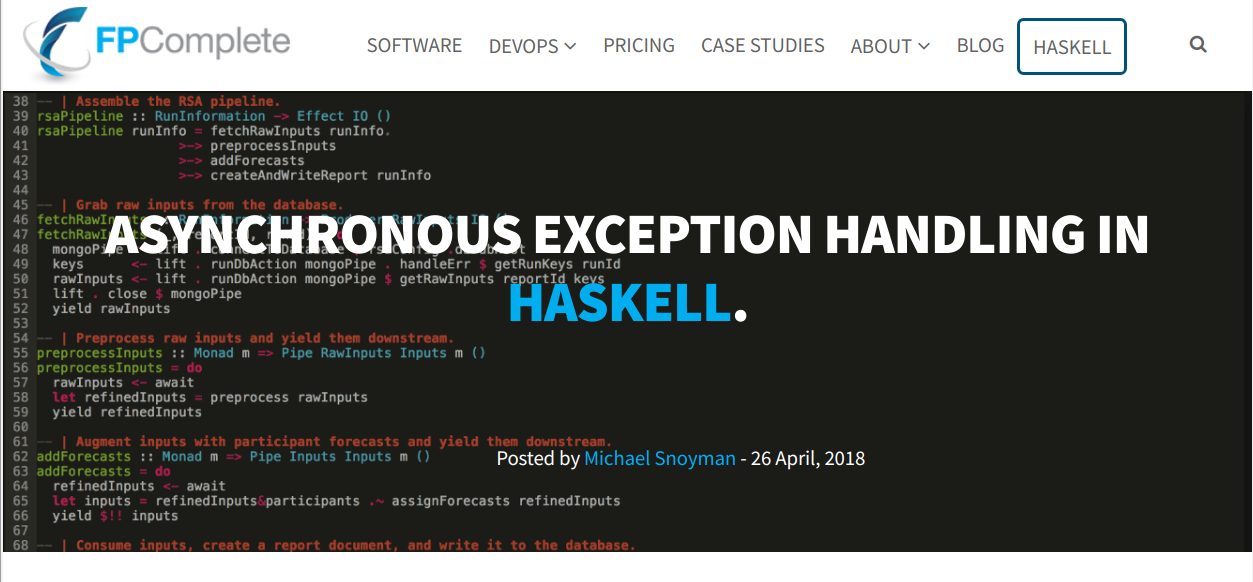 FPComplete
SOFTWARE DEVOPS PRICING CASE STUDIES ABOUT BLOG HASKELL
38 -- | Assemble the RSA pipeline.
39 rsaPipeline :: RunInformation -> Effect IO ()
40 rsaPipeline runInfo = fetchRawInputs runInfo.
41 >-> preprocessInputs
42 >-> addForecasts
43 >-> createAndWriteReport runInfo
44
45 -- | Grab raw inputs from the database.
46
47
ASYNCHRONOUS EXCEPTION HANDLING IN
48 mongoPipe
49 keys <- lift . runDbAction mongoPipe . handleErr $ getRunKeys runId
50 rawInputs <- lift . runDbAction mongoPipe $ getRawInputs reportId keys
51 lift . close $ mongoPipe
HASKELL.
52 yield rawInputs
53
54 -- | Preprocess raw inputs and yield them downstream.
55 preprocessInputs :: Monad m => Pipe RawInputs Inputs m ()
56 preprocessInputs = do
57 rawInputs <- await
58 let refinedInputs = preprocess rawInputs
59 yield refinedInputs
60
61 -- | Augment inputs with participant forecasts and yield them downstream.
62 addForecasts :: Monad m => Pipe Inputs Inputs m ()
Posted by Michael Snoyman - 26 April, 2018
63 addForecasts = do
64 refinedInputs <- await
65 let inputs = refinedInputs&participants .~ assignForecasts refinedInputs
66 yield $!! inputs
67
68 -- | Consume inputs, create a report document, and write it to the database.